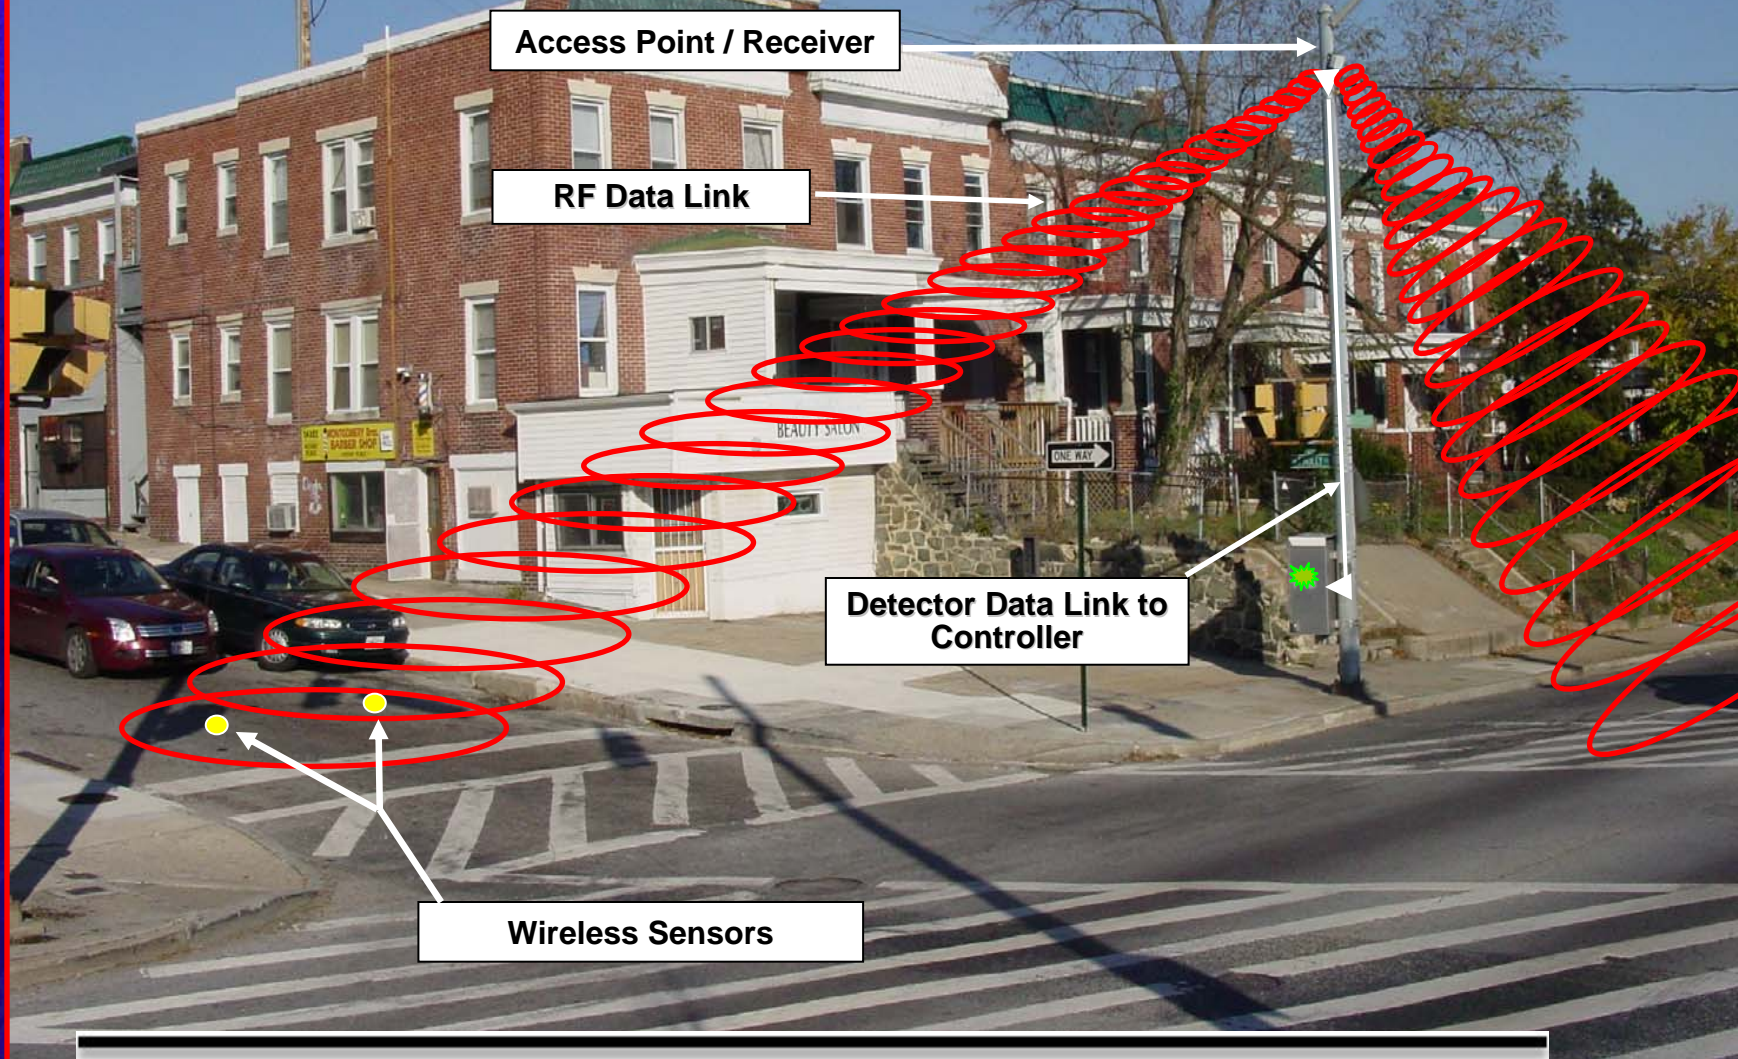 Access Point / Receiver
RF Data Link
BARBER SHOP
BEAUTY SALON
ONE WAY
Detector Data Link to
Controller
Wireless Sensors